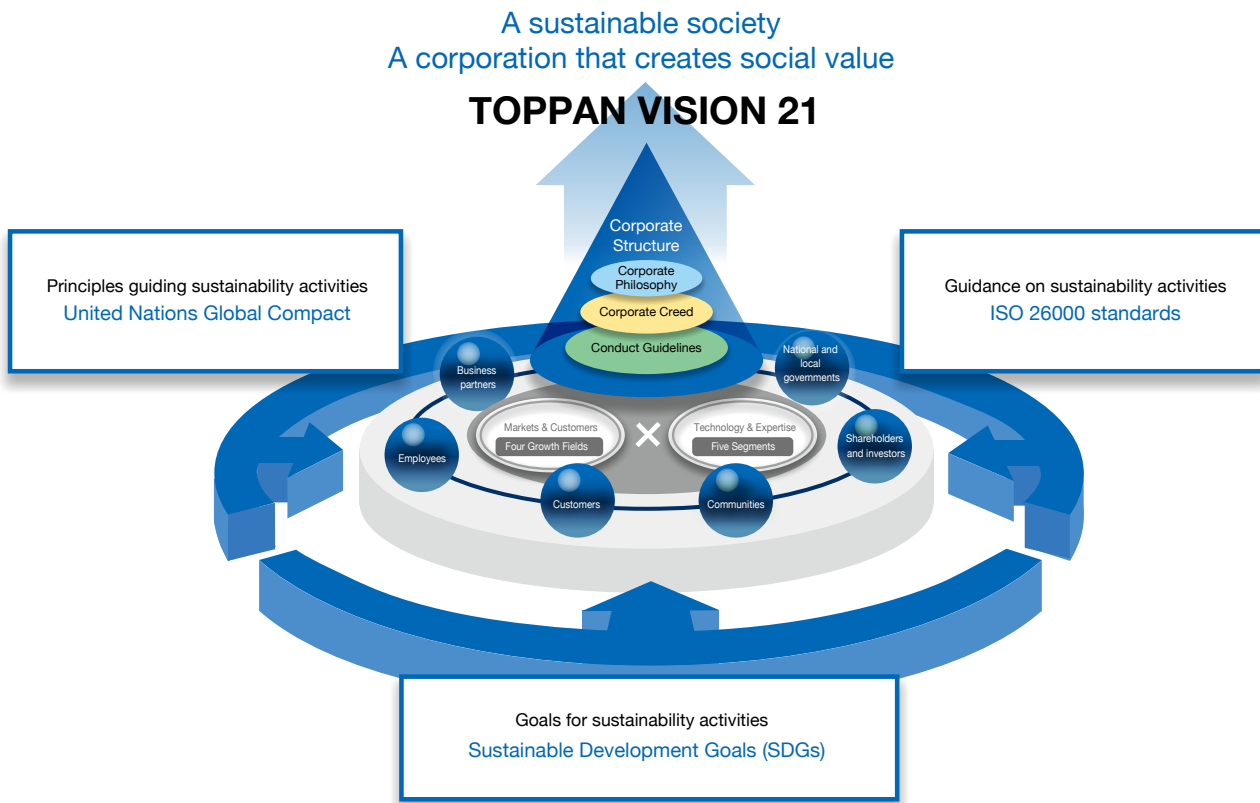 A sustainable society
A corporation that creates social value
TOPPAN VISION 21
Corporate
Structure
Corporate
Philosophy
Corporate Creed
Conduct Guidelines
Principles guiding sustainability activities
United Nations Global Compact
Guidance on sustainability activities
ISO 26000 standards
Business
partners
National and
local
governments
Markets & Customers
Four Growth Fields
×
Technology & Expertise
Five Segments
Employees
Shareholders
and investors
Customers
Communities
Goals for sustainability activities
Sustainable Development Goals (SDGs)